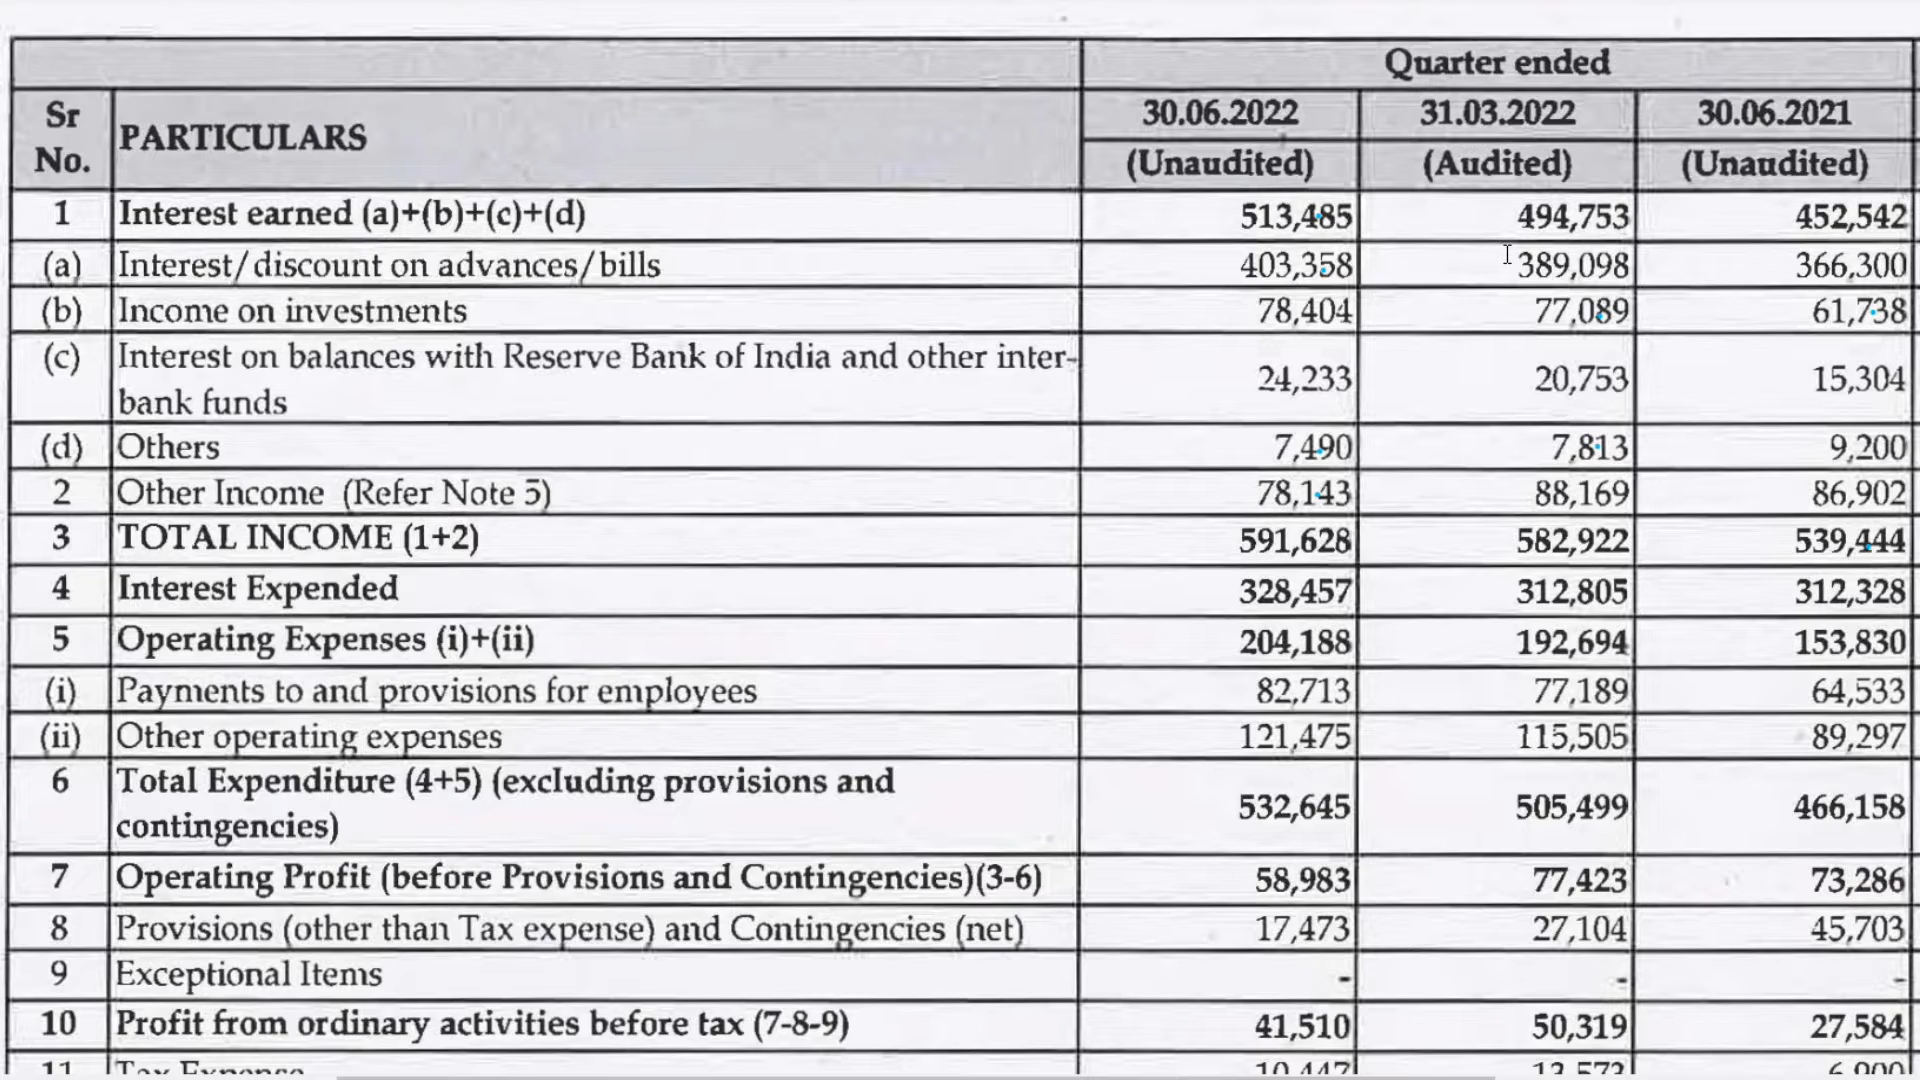 Quarter ended
Sr No. PARTICULARS 30.06.2022 31.03.2022 30.06.2021
(Unaudited) (Audited) (Unaudited)
1 Interest earned (a)+(b)+(c)+(d) 513,485 494,753 452,542
(a) Interest/discount on advances/bills 403,358 389,098 366,300
(b) Income on investments 78,404 77,089 61,738
(c) Interest on balances with Reserve Bank of India and other inter-
bank funds 24,233 20,753 15,304
(d) Others 7,490 7,813 9,200
2 Other Income (Refer Note 5) 78,143 88,169 86,902
3 TOTAL INCOME (1+2) 591,628 582,922 539,444
4 Interest Expended 328,457 312,805 312,328
5 Operating Expenses (i)+(ii) 204,188 192,694 153,830
(i) Payments to and provisions for employees 82,713 77,189 64,533
(ii) Other operating expenses 121,475 115,505 89,297
6 Total Expenditure (4+5) (excluding provisions and
contingencies) 532,645 505,499 466,158
7 Operating Profit (before Provisions and Contingencies)(3-6) 58,983 77,423 73,286
8 Provisions (other than Tax expense) and Contingencies (net) 17,473 27,104 45,703
9 Exceptional Items - - -
10 Profit from ordinary activities before tax (7-8-9) 41,510 50,319 27,584
11 Tax Expense 10,447 13,573 6,900